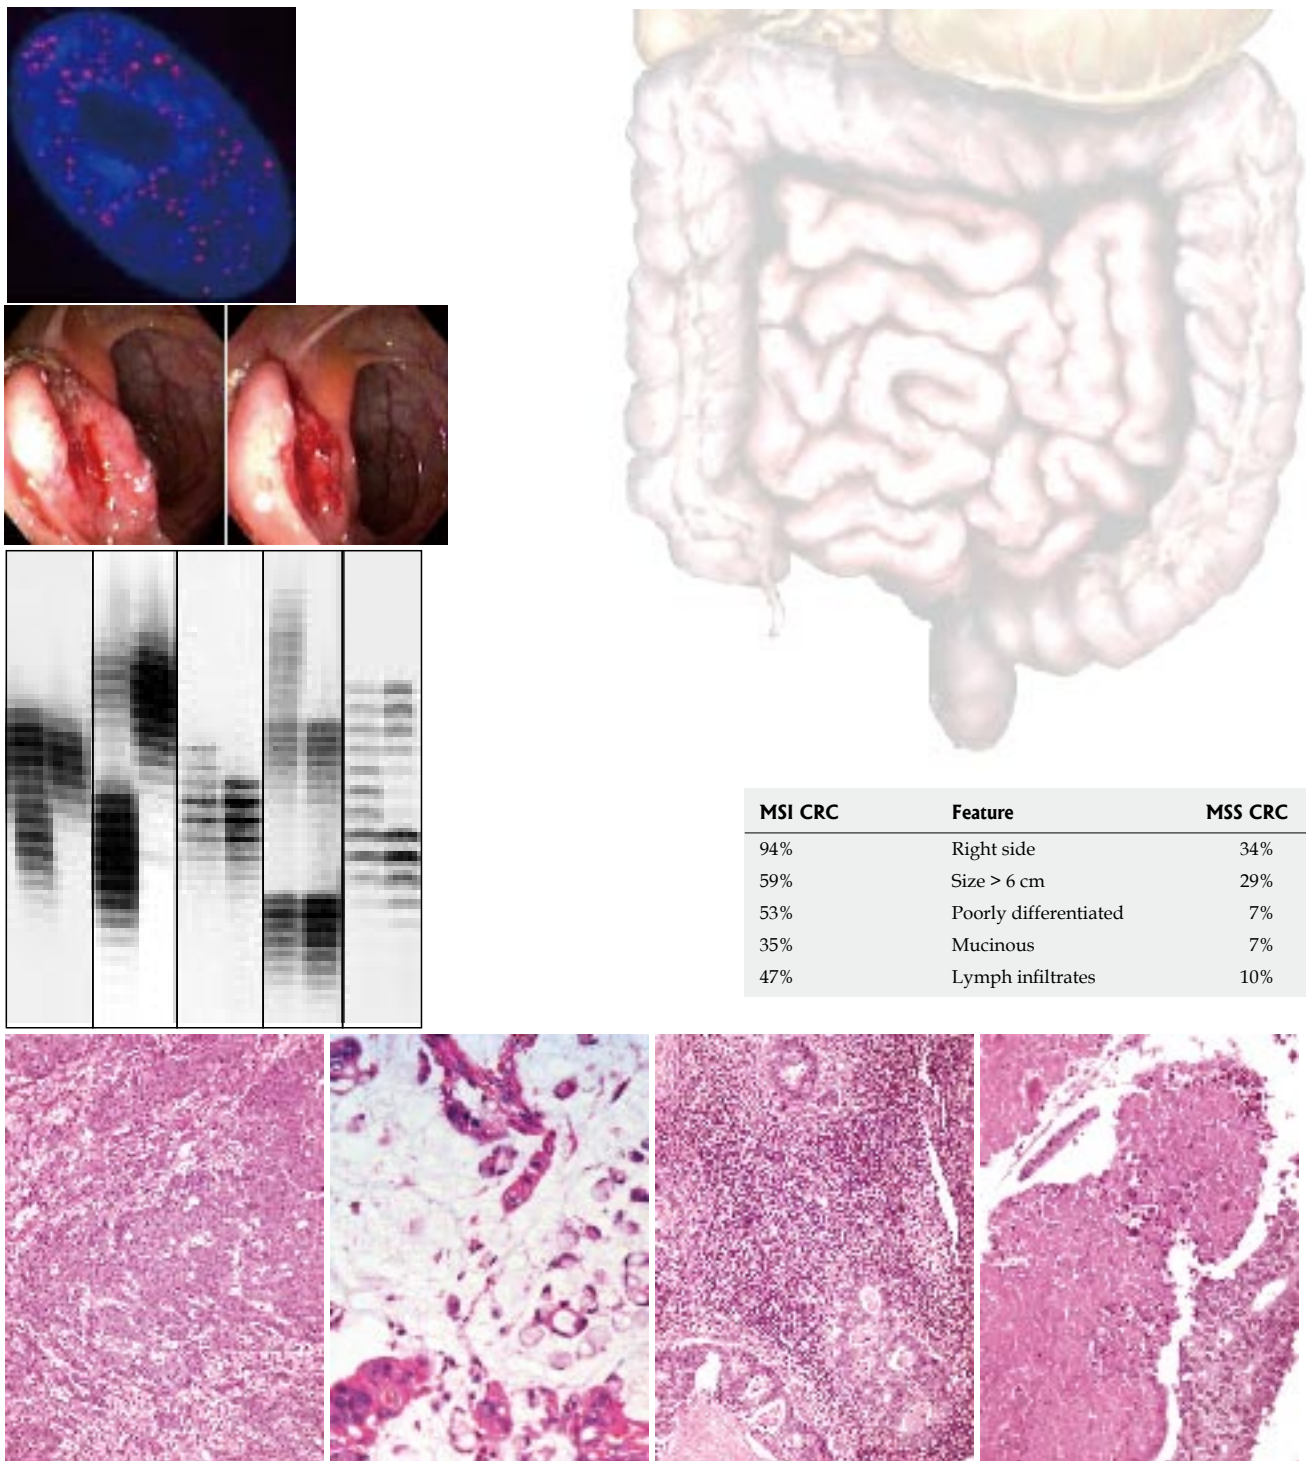 MSI CRC Feature MSS CRC
94% Right side 34%
59% Size > 6 cm 29%
53% Poorly differentiated 7%
35% Mucinous 7%
47% Lymph infiltrates 10%